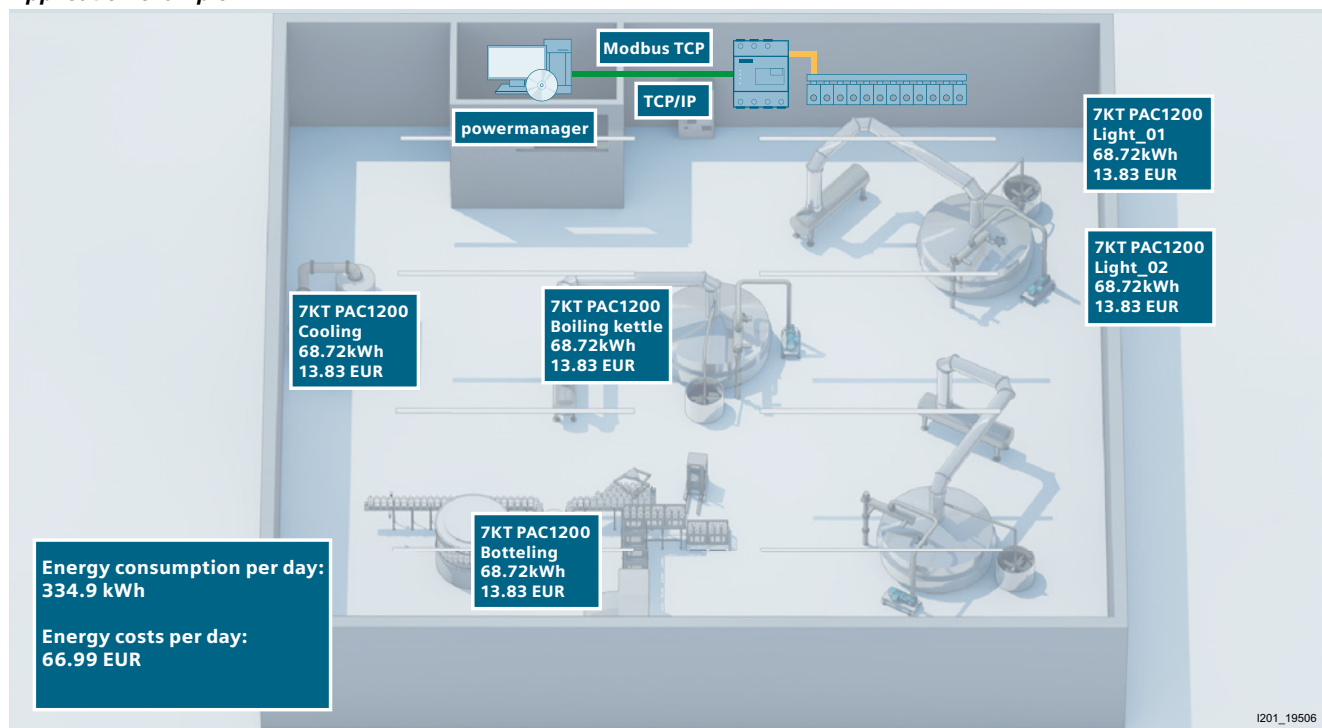 Modbus TCP
TCP/IP
powermanager
7KT PAC1200
Light_01
68.72kWh
13.83 EUR
7KT PAC1200
Light_02
68.72kWh
13.83 EUR
7KT PAC1200
Cooling
68.72kWh
13.83 EUR
7KT PAC1200
Boiling kettle
68.72kWh
13.83 EUR
7KT PAC1200
Botteling
68.72kWh
13.83 EUR
Energy consumption per day:
334.9 kWh
Energy costs per day:
66.99 EUR
I201_19506